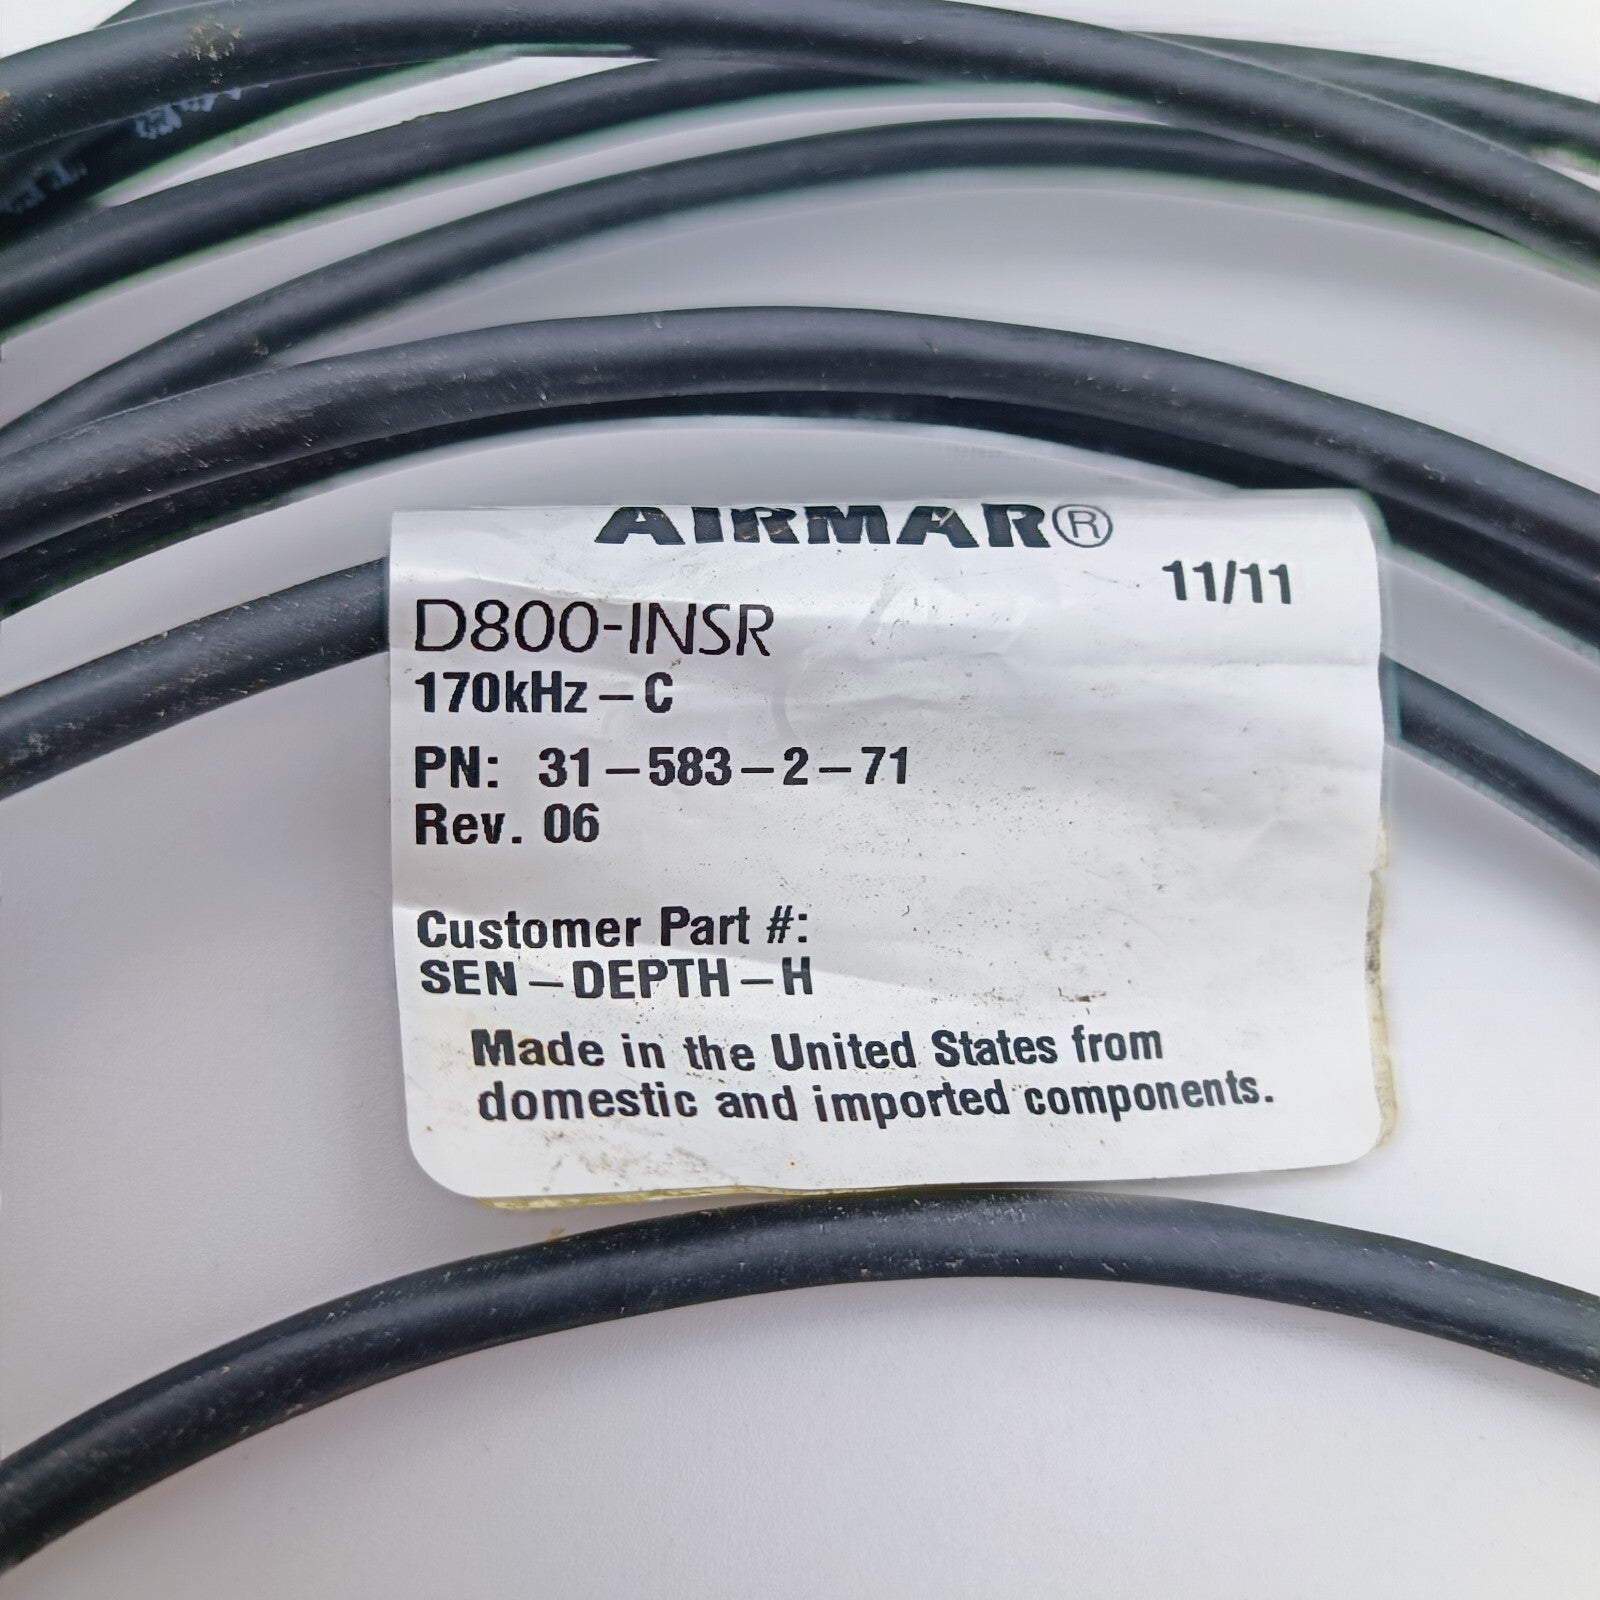 AIRMAR®
11/11
D800-INSR
170kHz-C
PN: 31-583-2-71
Rev. 06
Customer Part #:
SEN-DEPTH-H
Made in the United States from
domestic and imported components.